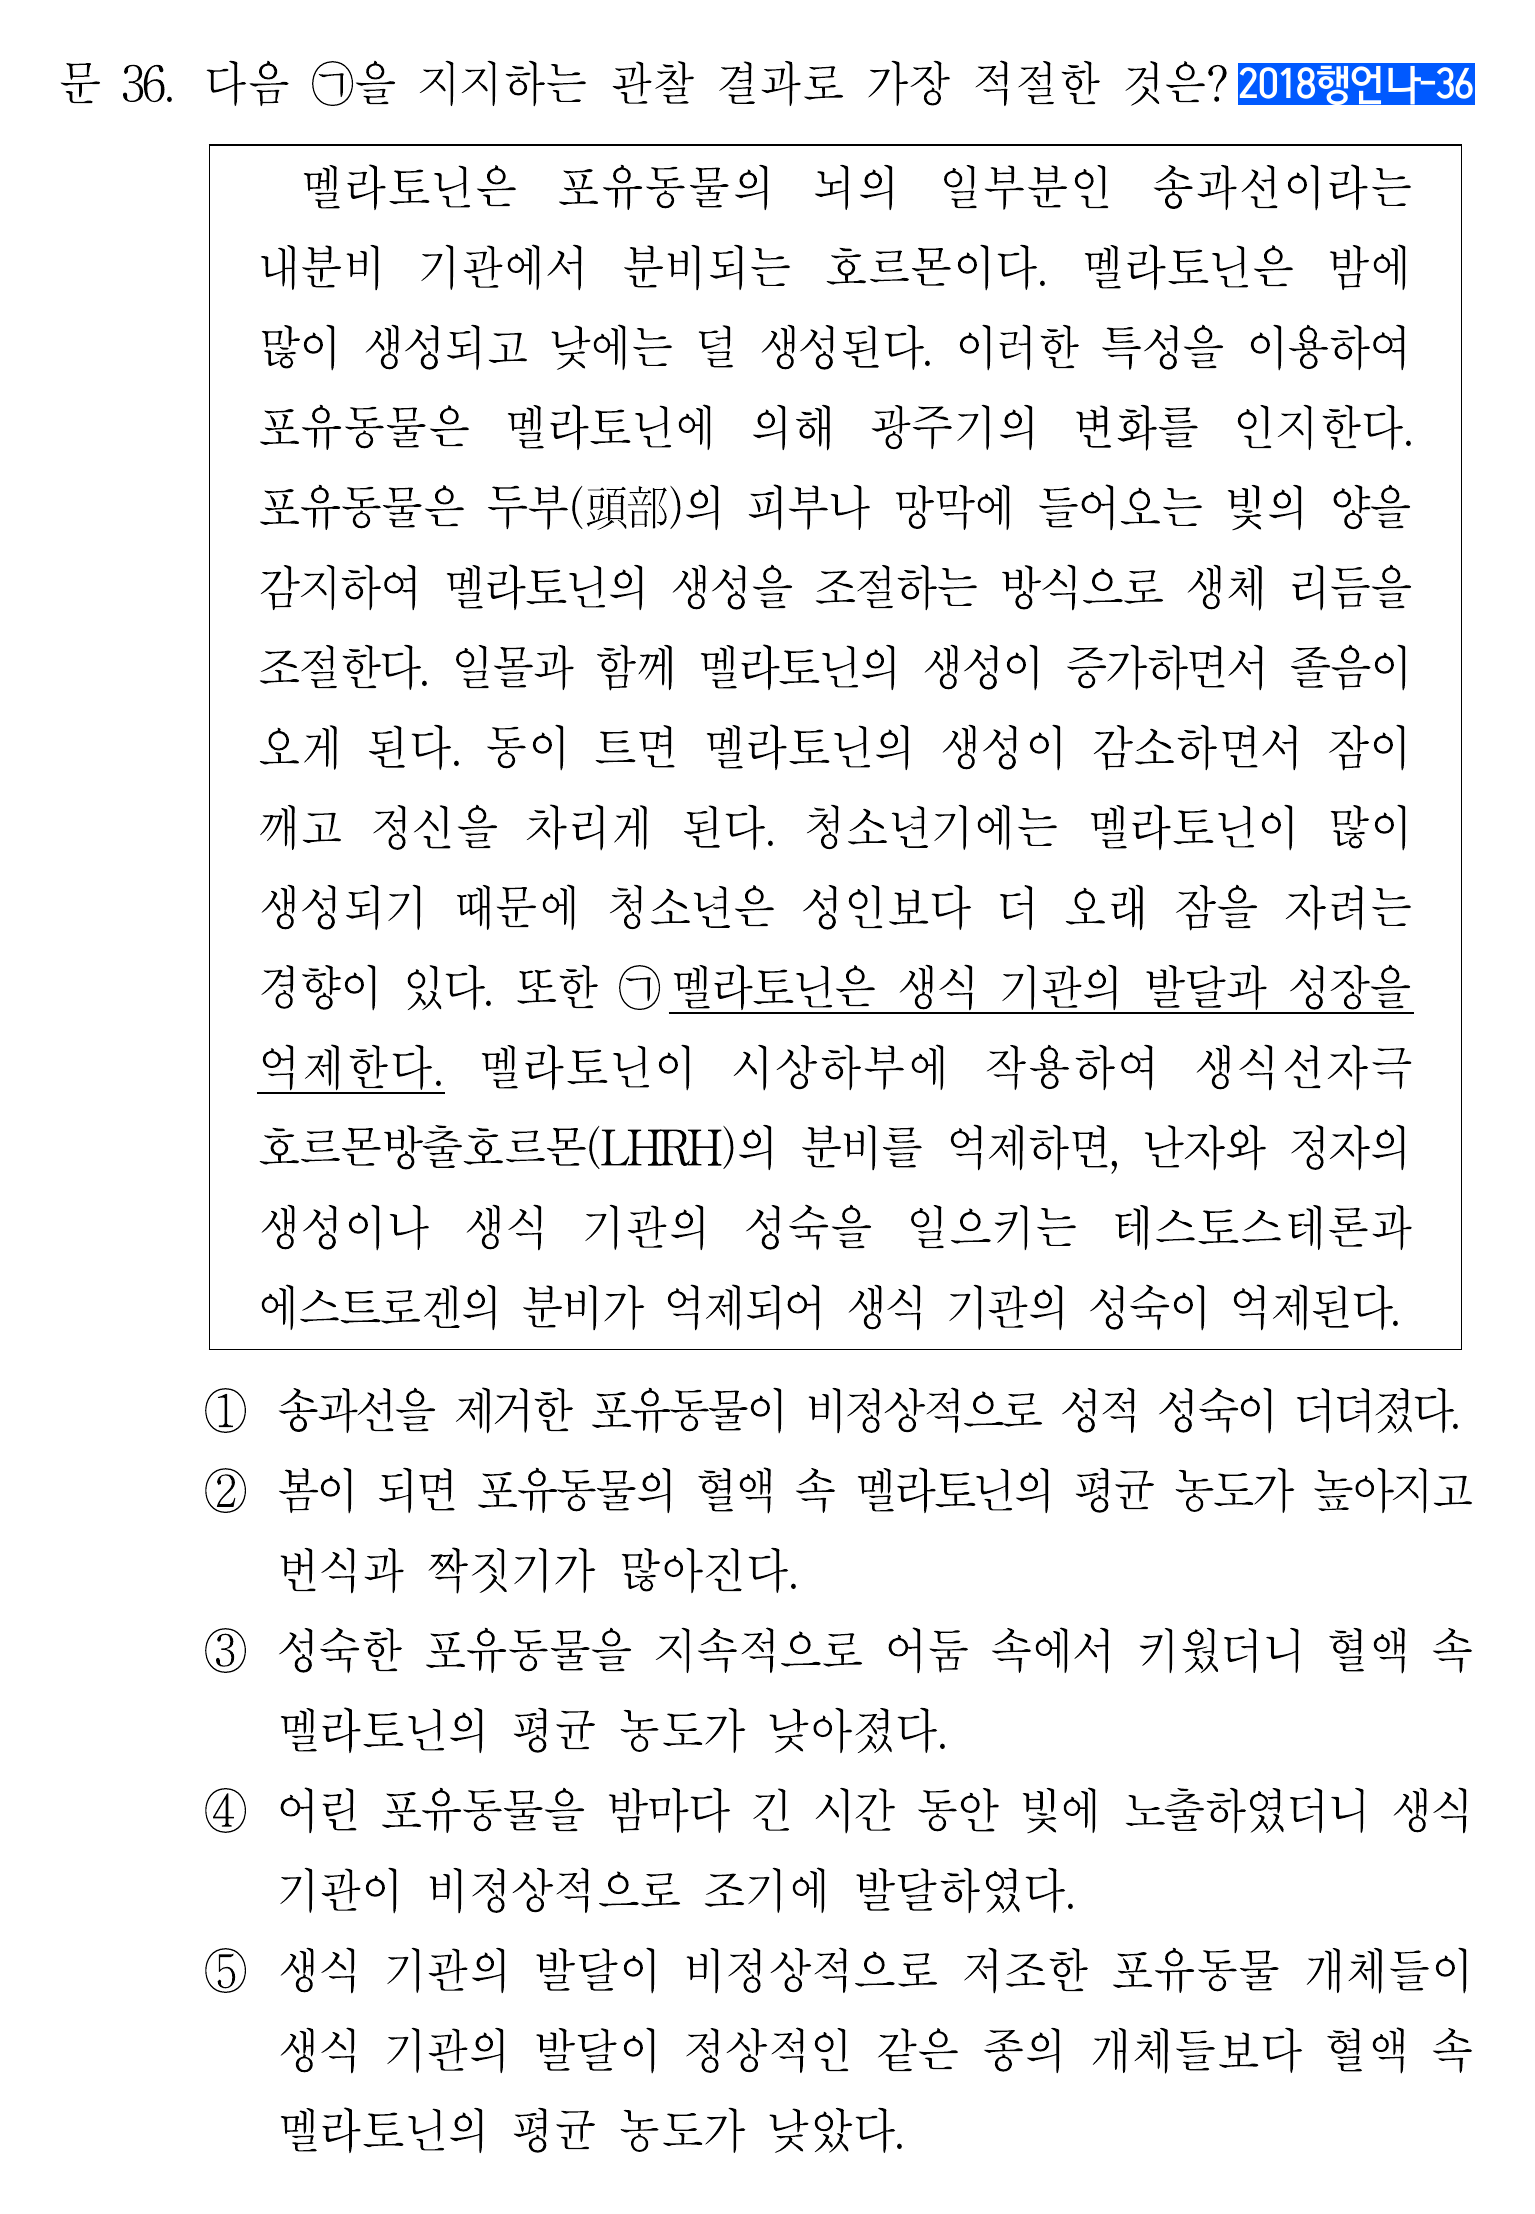 문 36. 다음 ㉠을 지지하는 관찰 결과로 가장 적절한 것은? 2018행언나-36
멜라토닌은 포유동물의 뇌의 일부분인 송과선이라는
내분비 기관에서 분비되는 호르몬이다. 멜라토닌은 밤에
많이 생성되고 낮에는 덜 생성된다. 이러한 특성을 이용하여
포유동물은 멜라토닌에 의해 광주기의 변화를 인지한다.
포유동물은 두부(頭部)의 피부나 망막에 들어오는 빛의 양을
감지하여 멜라토닌의 생성을 조절하는 방식으로 생체 리듬을
조절한다. 일몰과 함께 멜라토닌의 생성이 증가하면서 졸음이
오게 된다. 동이 트면 멜라토닌의 생성이 감소하면서 잠이
깨고 정신을 차리게 된다. 청소년기에는 멜라토닌이 많이
생성되기 때문에 청소년은 성인보다 더 오래 잠을 자려는
경향이 있다. 또한 ㉠멜라토닌은 생식 기관의 발달과 성장을
억제한다. 멜라토닌이 시상하부에 작용하여 생식선자극
호르몬방출호르몬(LHRH)의 분비를 억제하면, 난자와 정자의
생성이나 생식 기관의 성숙을 일으키는 테스토스테론과
에스트로겐의 분비가 억제되어 생식 기관의 성숙이 억제된다.
① 송과선을 제거한 포유동물이 비정상적으로 성적 성숙이 더뎌졌다.
② 봄이 되면 포유동물의 혈액 속 멜라토닌의 평균 농도가 높아지고
번식과 짝짓기가 많아진다.
③ 성숙한 포유동물을 지속적으로 어둠 속에서 키웠더니 혈액 속
멜라토닌의 평균 농도가 낮아졌다.
④ 어린 포유동물을 밤마다 긴 시간 동안 빛에 노출하였더니 생식
기관이 비정상적으로 조기에 발달하였다.
⑤ 생식 기관의 발달이 비정상적으로 저조한 포유동물 개체들이
생식 기관의 발달이 정상적인 같은 종의 개체들보다 혈액 속
멜라토닌의 평균 농도가 낮았다.